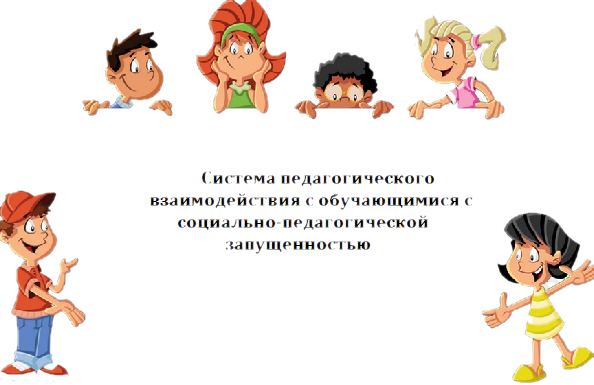 Система педагогического
взаимодействия с обучающимися с
социально-педагогической
запущенностью